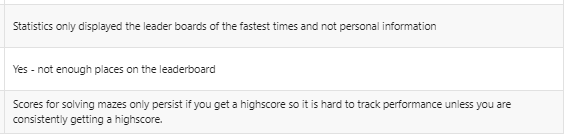 Statistics only displayed the leader boards of the fastest times and not personal information
Yes - not enough places on the leaderboard
Scores for solving mazes only persist if you get a highscore so it is hard to track performance unless you are
consistently getting a highscore.